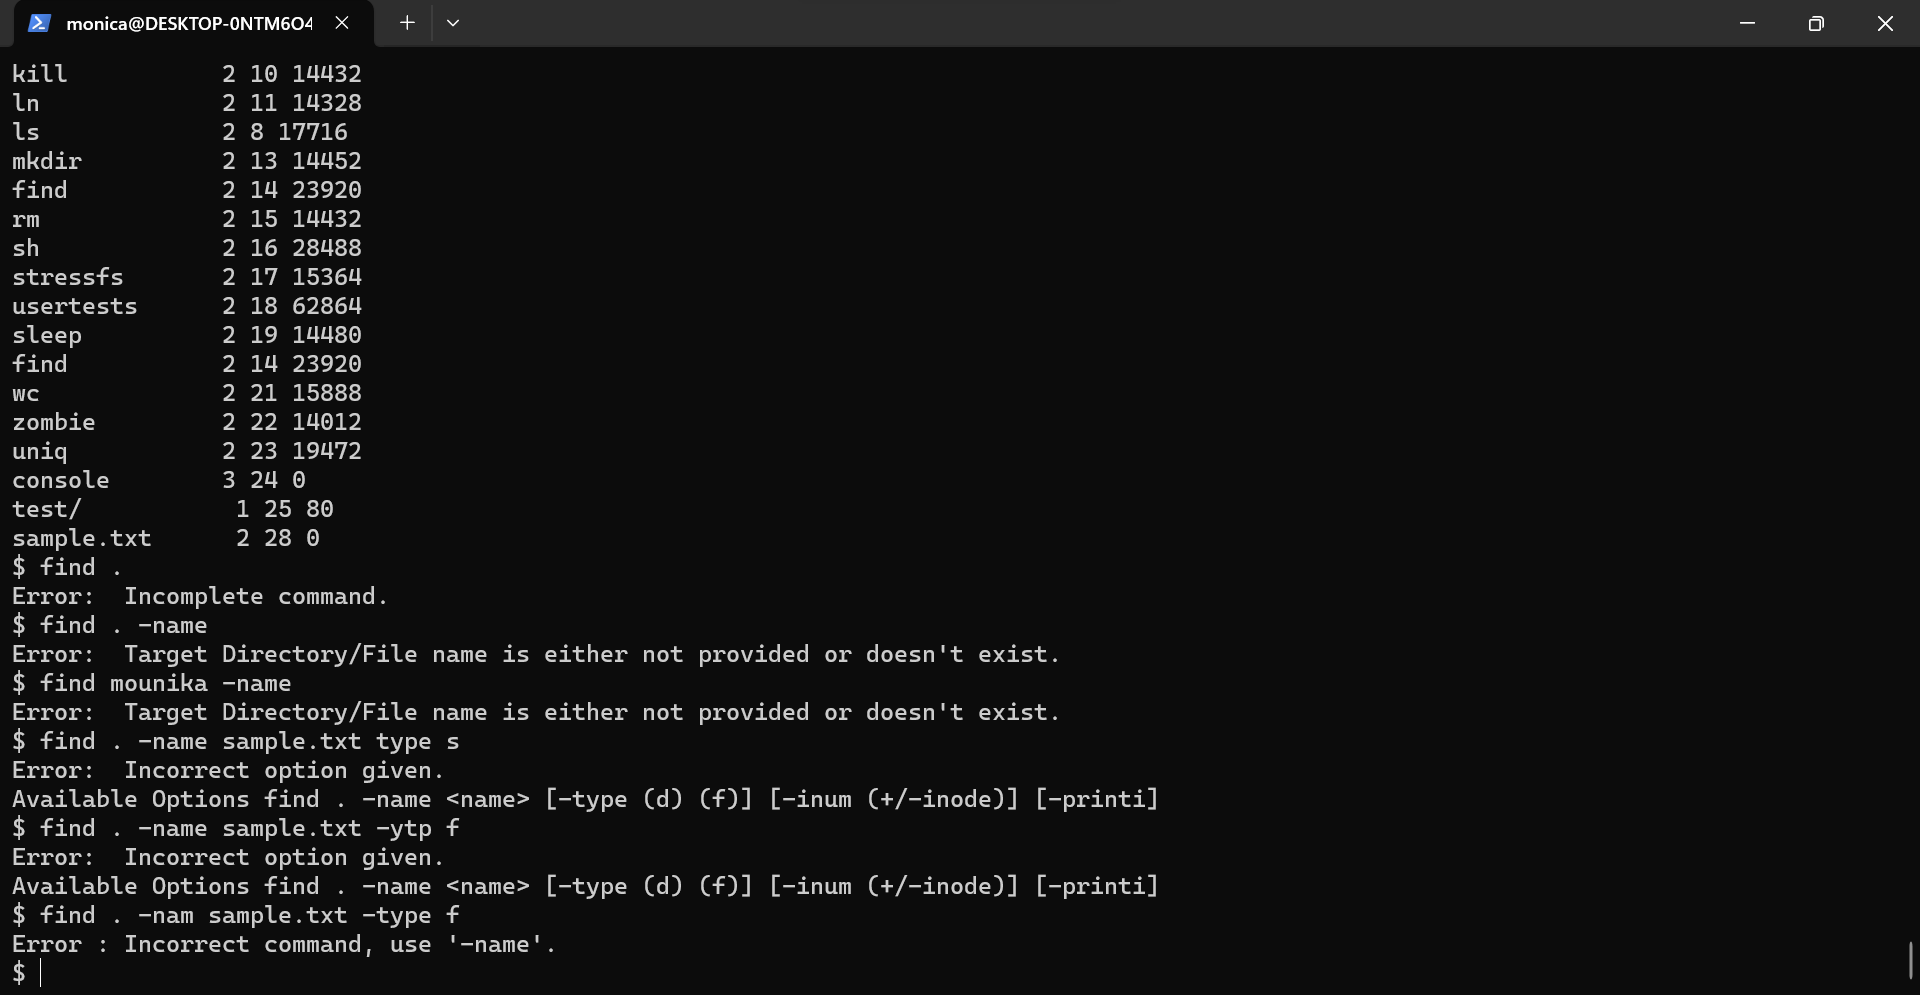 monica@DESKTOP-0NTM6O4
kill 2 10 14432
ln 2 11 14328
ls 2 8 17716
mkdir 2 13 14452
find 2 14 23920
rm 2 15 14432
sh 2 16 28488
stressfs 2 17 15364
usertests 2 18 62864
sleep 2 19 14480
find 2 14 23920
wc 2 21 15888
zombie 2 22 14012
uniq 2 23 19472
console 3 24 0
test/ 1 25 80
sample.txt 2 28 0
$ find .
Error:  Incomplete command.
$ find . -name
Error:  Target Directory/File name is either not provided or doesn't exist.
$ find mounika -name
Error:  Target Directory/File name is either not provided or doesn't exist.
$ find . -name sample.txt type s
Error:  Incorrect option given.
Available Options find . -name <name> [-type (d) (f)] [-inum (+/-inode)] [-printi]
$ find . -name sample.txt -ytp f
Error:  Incorrect option given.
Available Options find . -name <name> [-type (d) (f)] [-inum (+/-inode)] [-printi]
$ find . -nam sample.txt -type f
Error : Incorrect command, use '-name'.
$